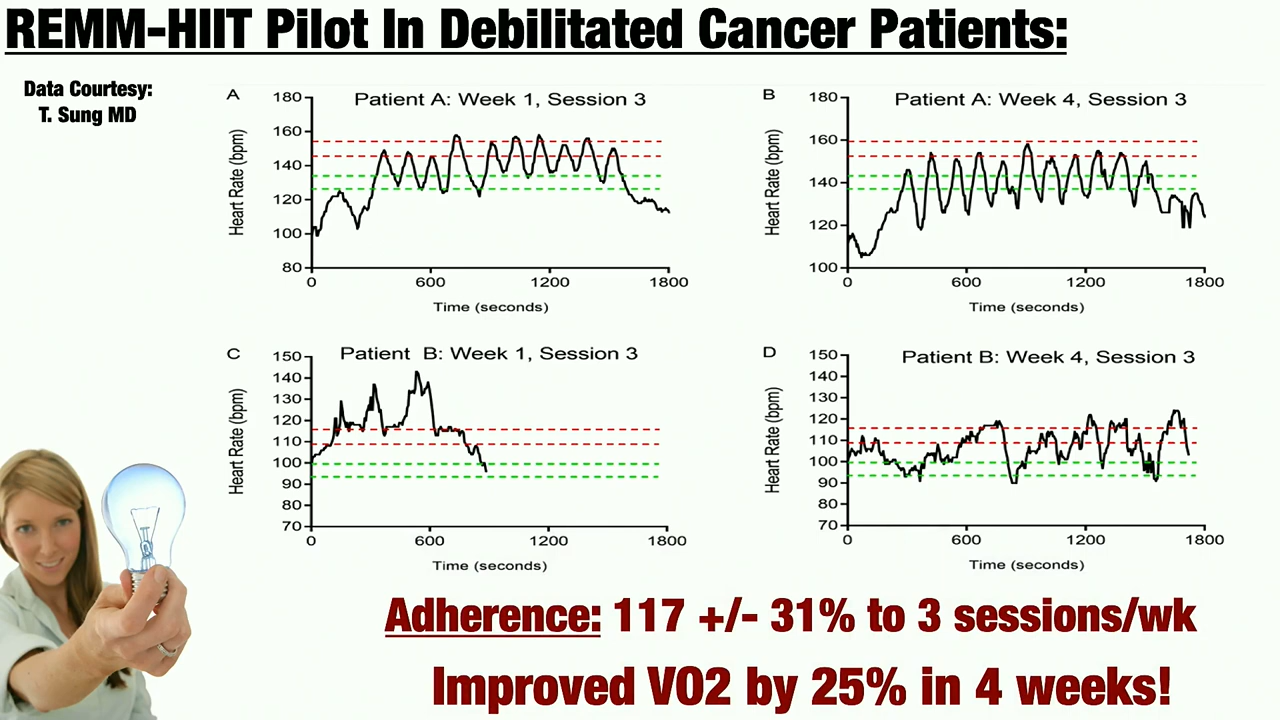 REMM-HIIT Pilot In Debilitated Cancer Patients:
Data Courtesy:
T. Sung MD
A
Patient A: Week 1, Session 3
Heart Rate (bpm)
180
160
140
120
100
80
0 600 1200 1800
Time (seconds)
B
Patient A: Week 4, Session 3
Heart Rate (bpm)
180
160
140
120
100
0 600 1200 1800
Time (seconds)
C
Patient B: Week 1, Session 3
Heart Rate (bpm)
150
140
130
120
110
100
90
80
70
0 600 1200 1800
Time (seconds)
D
Patient B: Week 4, Session 3
Heart Rate (bpm)
150
140
130
120
110
100
90
80
70
0 600 1200 1800
Time (seconds)
Adherence: 117 +/- 31% to 3 sessions/wk
Improved VO2 by 25% in 4 weeks!